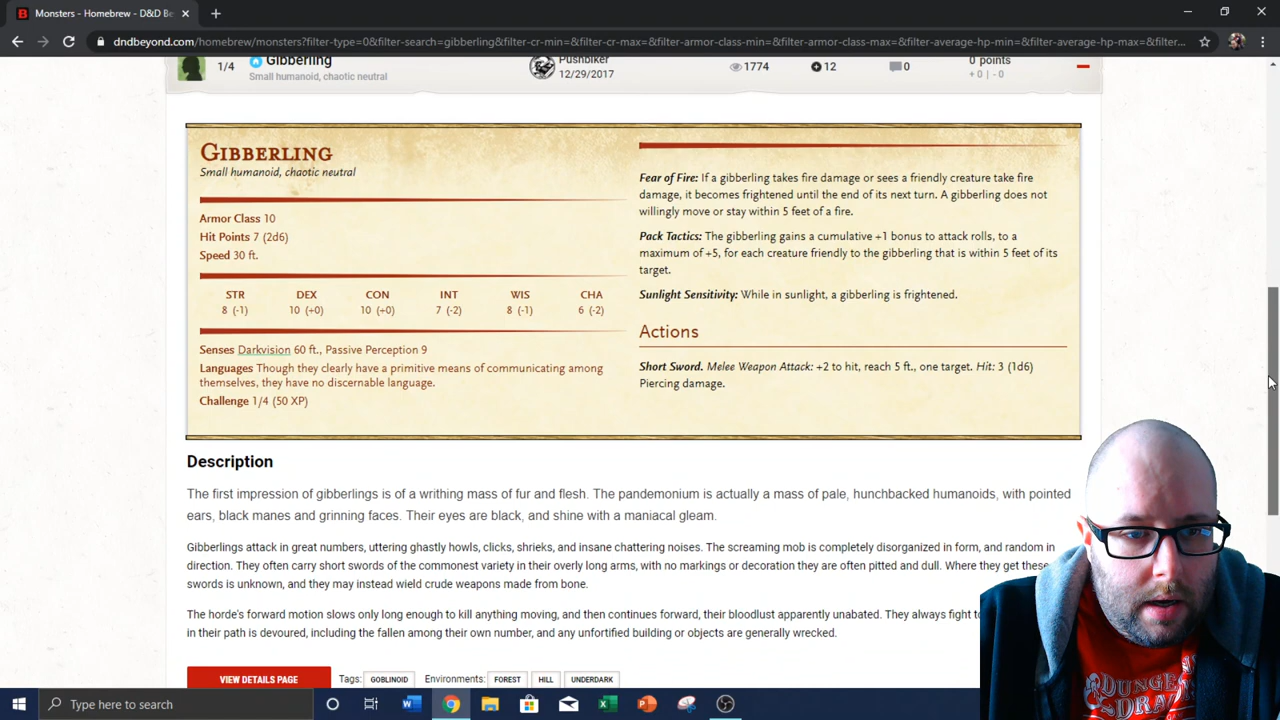 Monsters - Homebrew - D&D Be
dndbeyond.com/homebrew/monsters?filter-type=0&filter-search=gibberling&filter-cr-min=&filter-cr-max=&filter-armor-class-min=&filter-armor-class-max=&filter-average-hp-min=&filter-average-hp-max=&filter...
1/4 Gibberling Pushbiker 1774 12 0 0 points
Small humanoid, chaotic neutral 12/29/2017 + 0 | - 0
GIBBERLING
Small humanoid, chaotic neutral
Armor Class 10
Hit Points 7 (2d6)
Speed 30 ft.
STR DEX CON INT WIS CHA
8 (-1) 10 (+0) 10 (+0) 7 (-2) 8 (-1) 6 (-2)
Senses Darkvision 60 ft., Passive Perception 9
Languages Though they clearly have a primitive means of communicating among
themselves, they have no discernable language.
Challenge 1/4 (50 XP)
Fear of Fire: If a gibberling takes fire damage or sees a friendly creature take fire
damage, it becomes frightened until the end of its next turn. A gibberling does not
willingly move or stay within 5 feet of a fire.
Pack Tactics: The gibberling gains a cumulative +1 bonus to attack rolls, to a
maximum of +5, for each creature friendly to the gibberling that is within 5 feet of its
target.
Sunlight Sensitivity: While in sunlight, a gibberling is frightened.
Actions
Short Sword. Melee Weapon Attack: +2 to hit, reach 5 ft., one target. Hit: 3 (1d6)
Piercing damage.
Description
The first impression of gibberlings is of a writhing mass of fur and flesh. The pandemonium is actually a mass of pale, hunchbacked humanoids, with pointed
ears, black manes and grinning faces. Their eyes are black, and shine with a maniacal gleam.
Gibberlings attack in great numbers, uttering ghastly howls, clicks, shrieks, and insane chattering noises. The screaming mob is completely disorganized in form, and random in
direction. They often carry short swords of the commonest variety in their overly long arms, with no markings or decoration they are often pitted and dull. Where they get these
swords is unknown, and they may instead wield crude weapons made from bone.
The horde's forward motion slows only long enough to kill anything moving, and then continues forward, their bloodlust apparently unabated. They always fight to
in their path is devoured, including the fallen among their own number, and any unfortified building or objects are generally wrecked.
VIEW DETAILS PAGE Tags: GOBLINOID Environments: FOREST HILL UNDERDARK
Type here to search